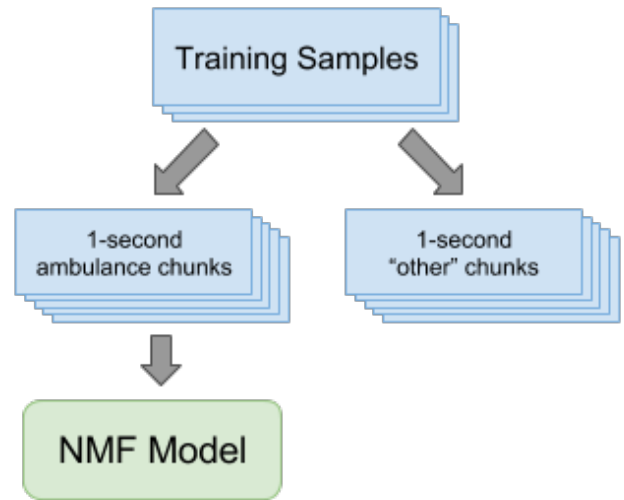 Training Samples
1-second
ambulance chunks
1-second
“other” chunks
NMF Model